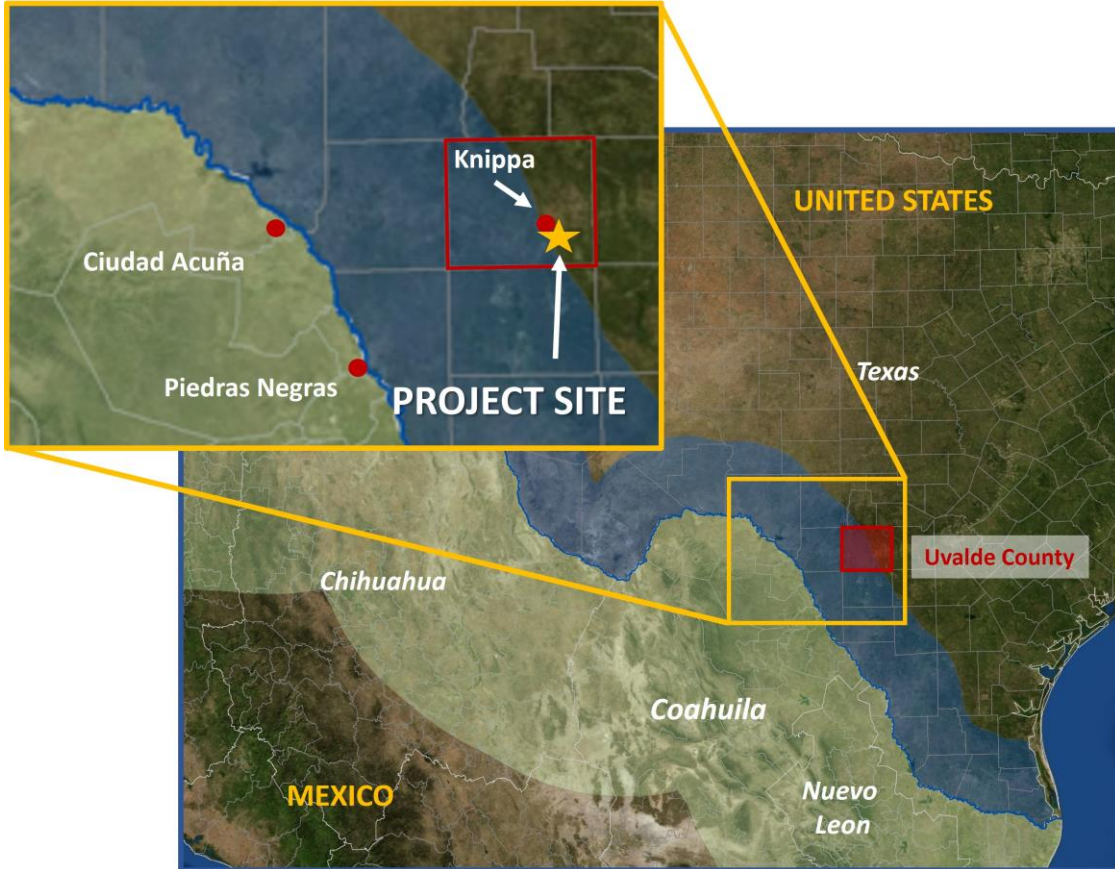 Knippa
Ciudad Acuña
Piedras Negras
PROJECT SITE
UNITED STATES
Texas
Uvalde County
Chihuahua
Coahuila
MEXICO
Nuevo
Leon